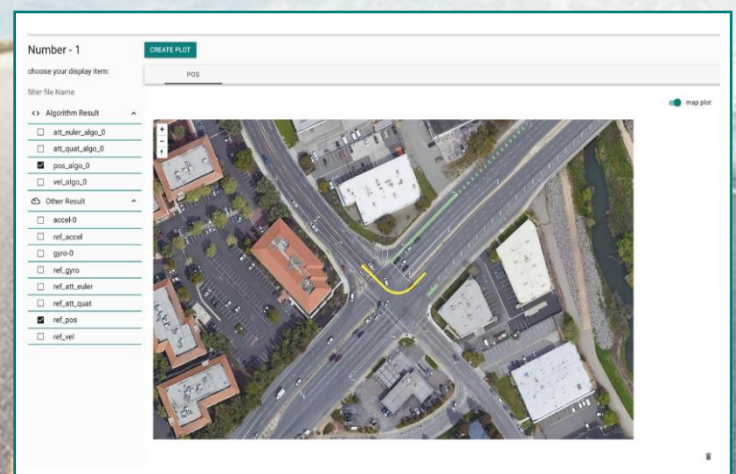 Number - 1
choose your display item:
filter file Name
<> Algorithm Result
att_euler_algo_0
att_quat_algo_0
pos_algo_0
vel_algo_0
Other Result
accel-0
ref_accel
gyro-0
ref_gyro
ref_att_euler
ref_att_quat
ref_pos
ref_vel
CREATE PLOT
POS
map plot
+
-